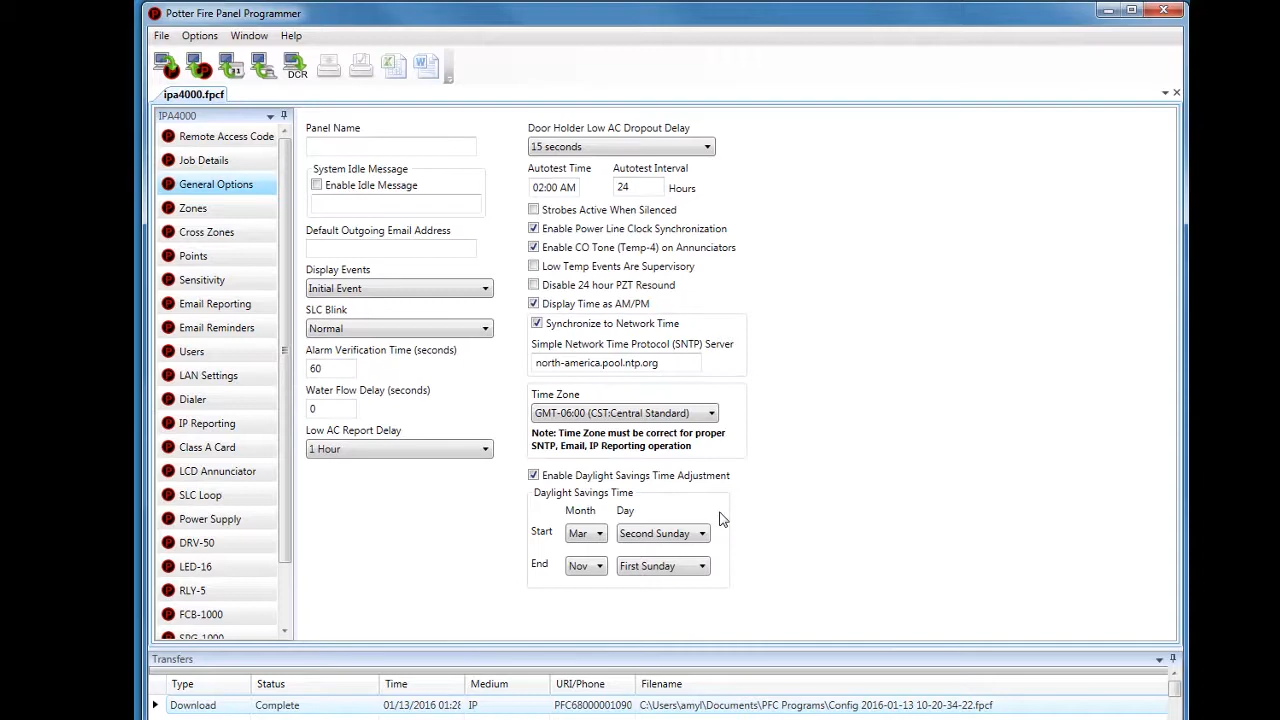 Potter Fire Panel Programmer
File Options Window Help
DCR
ipa4000.fpcf
IPA4000
Remote Access Code
Job Details
General Options
Zones
Cross Zones
Points
Sensitivity
Email Reporting
Email Reminders
Users
LAN Settings
Dialer
IP Reporting
Class A Card
LCD Annunciator
SLC Loop
Power Supply
DRV-50
LED-16
RLY-5
FCB-1000
SPG-1000
Panel Name
System Idle Message
Enable Idle Message
Default Outgoing Email Address
Display Events
Initial Event
SLC Blink
Normal
Alarm Verification Time (seconds)
60
Water Flow Delay (seconds)
0
Low AC Report Delay
1 Hour
Door Holder Low AC Dropout Delay
15 seconds
Autotest Time Autotest Interval
02:00 AM 24 Hours
Strobes Active When Silenced
Enable Power Line Clock Synchronization
Enable CO Tone (Temp-4) on Annunciators
Low Temp Events Are Supervisory
Disable 24 hour PZT Resound
Display Time as AM/PM
Synchronize to Network Time
Simple Network Time Protocol (SNTP) Server
north-america.pool.ntp.org
Time Zone
GMT-06:00 (CST:Central Standard)
Note: Time Zone must be correct for proper
SNTP, Email, IP Reporting operation
Enable Daylight Savings Time Adjustment
Daylight Savings Time
Month Day
Start Mar Second Sunday
End Nov First Sunday
Transfers
Type Status Time Medium URI/Phone Filename
Download Complete 01/13/2016 01:28 IP PFC68000001090 C:\Users\amyl\Documents\PFC Programs\Config 2016-01-13 10-20-34-22.fpcf